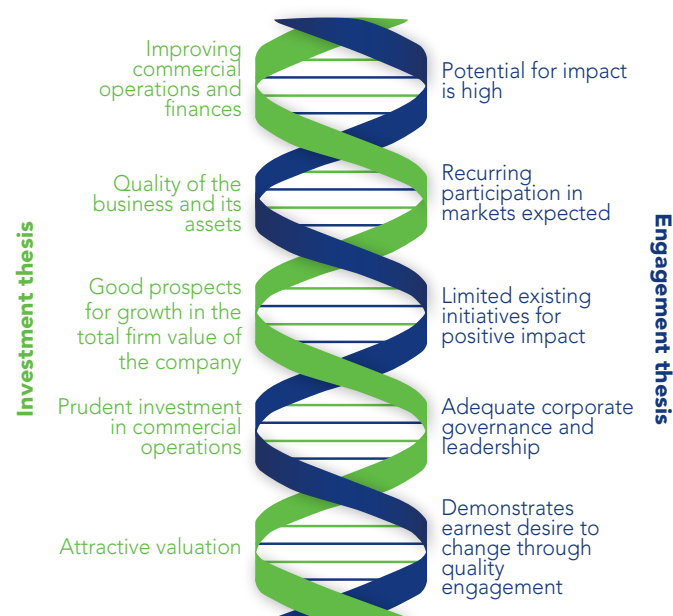 Investment thesis
Improving
commercial
operations and
finances
Quality of the
business and its
assets
Good prospects
for growth in the
total firm value of
the company
Prudent investment
in commercial
operations
Attractive valuation
Potential for impact
is high
Recurring
participation in
markets expected
Limited existing
initiatives for
positive impact
Adequate corporate
governance and
leadership
Demonstrates
earnest desire to
change through
quality
engagement
Engagement thesis